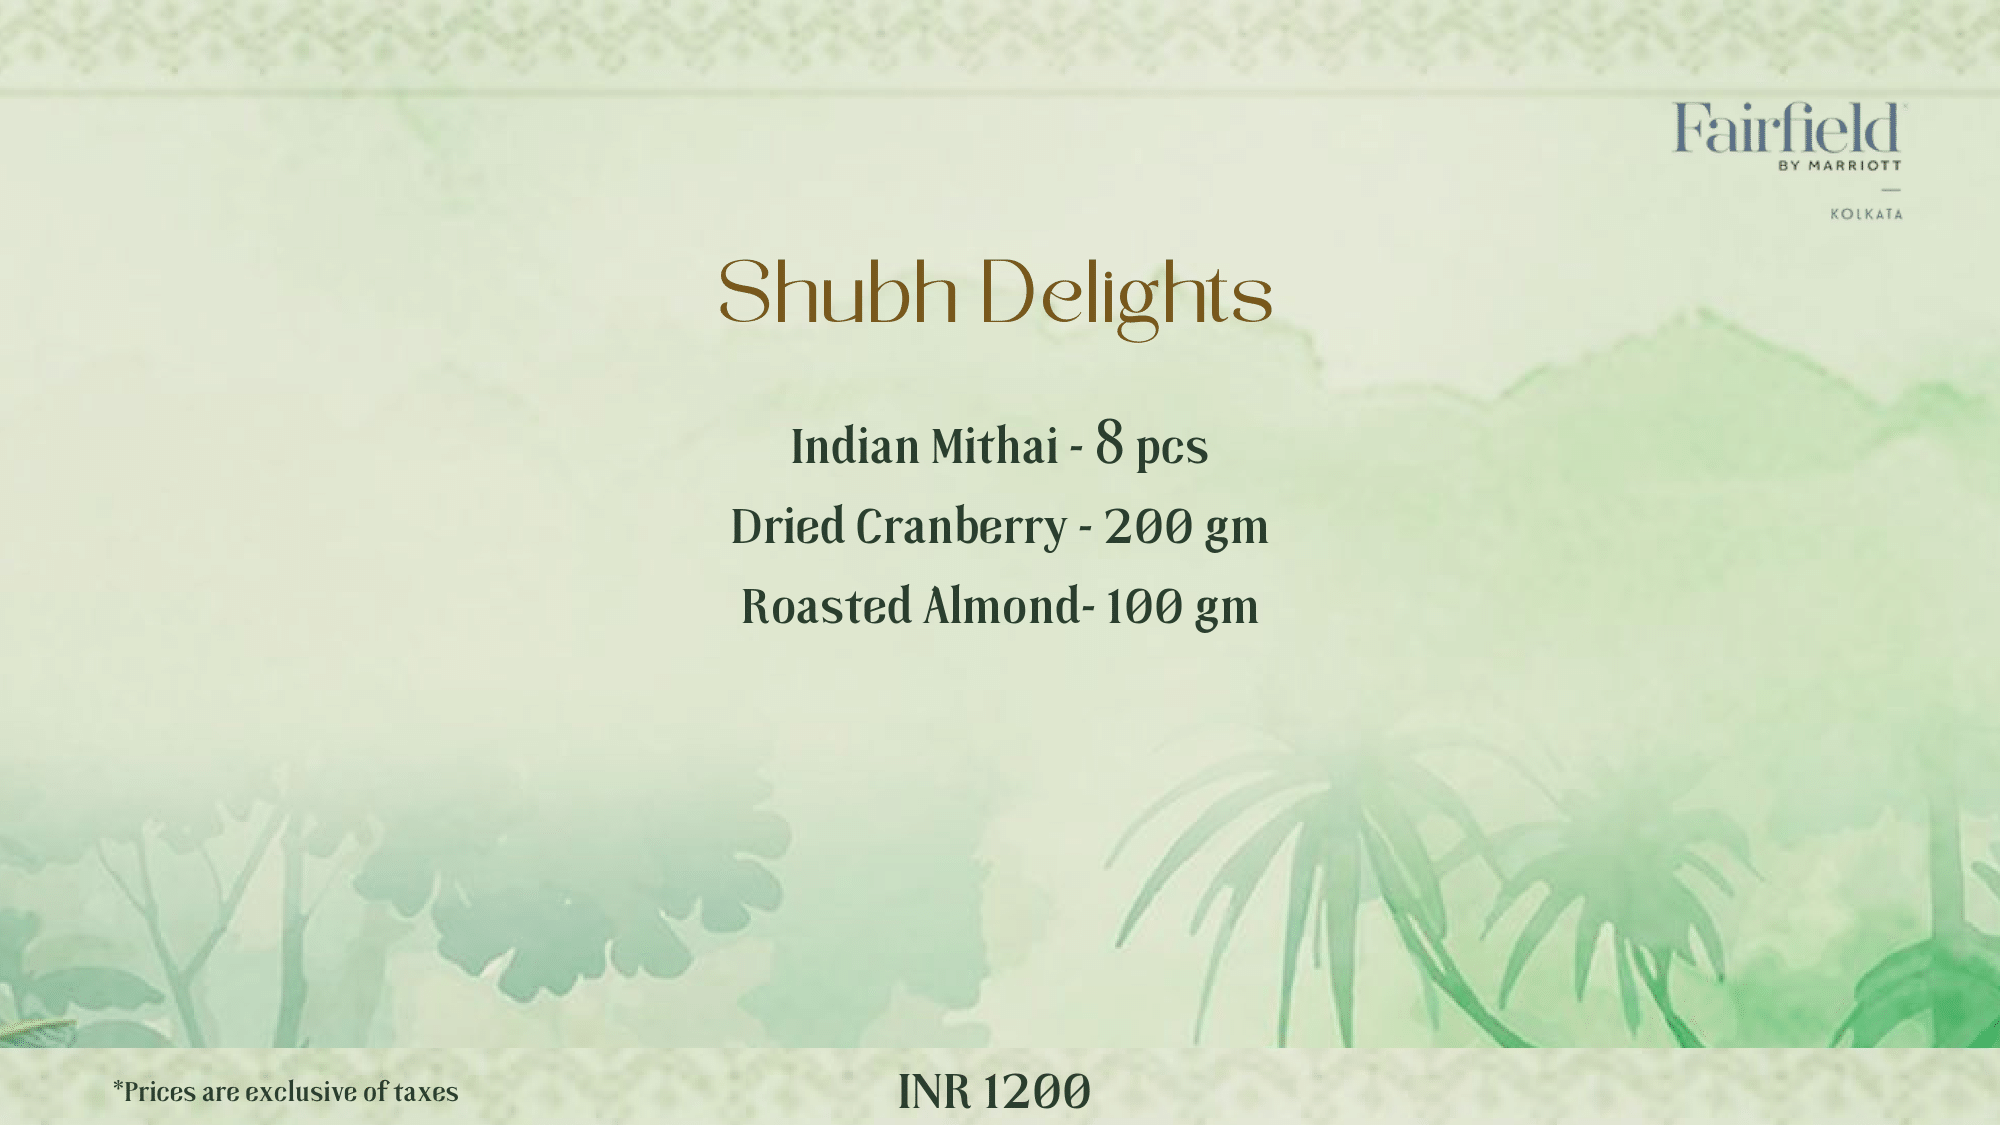 Fairfield
BY MARRIOTT
KOLKATA
Shubh Delights
Indian Mithai - 8 pcs
Dried Cranberry - 200 gm
Roasted Almond- 100 gm
*Prices are exclusive of taxes
INR 1200